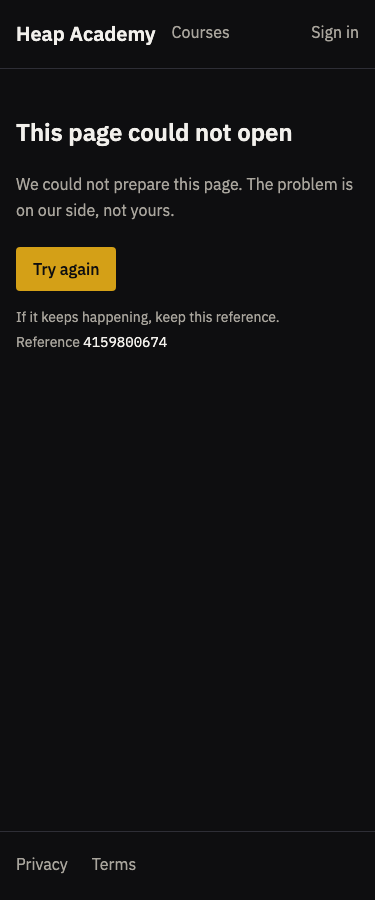 Heap Academy Courses Sign in
This page could not open
We could not prepare this page. The problem is
on our side, not yours.
Try again
If it keeps happening, keep this reference.
Reference 4159800674
Privacy Terms